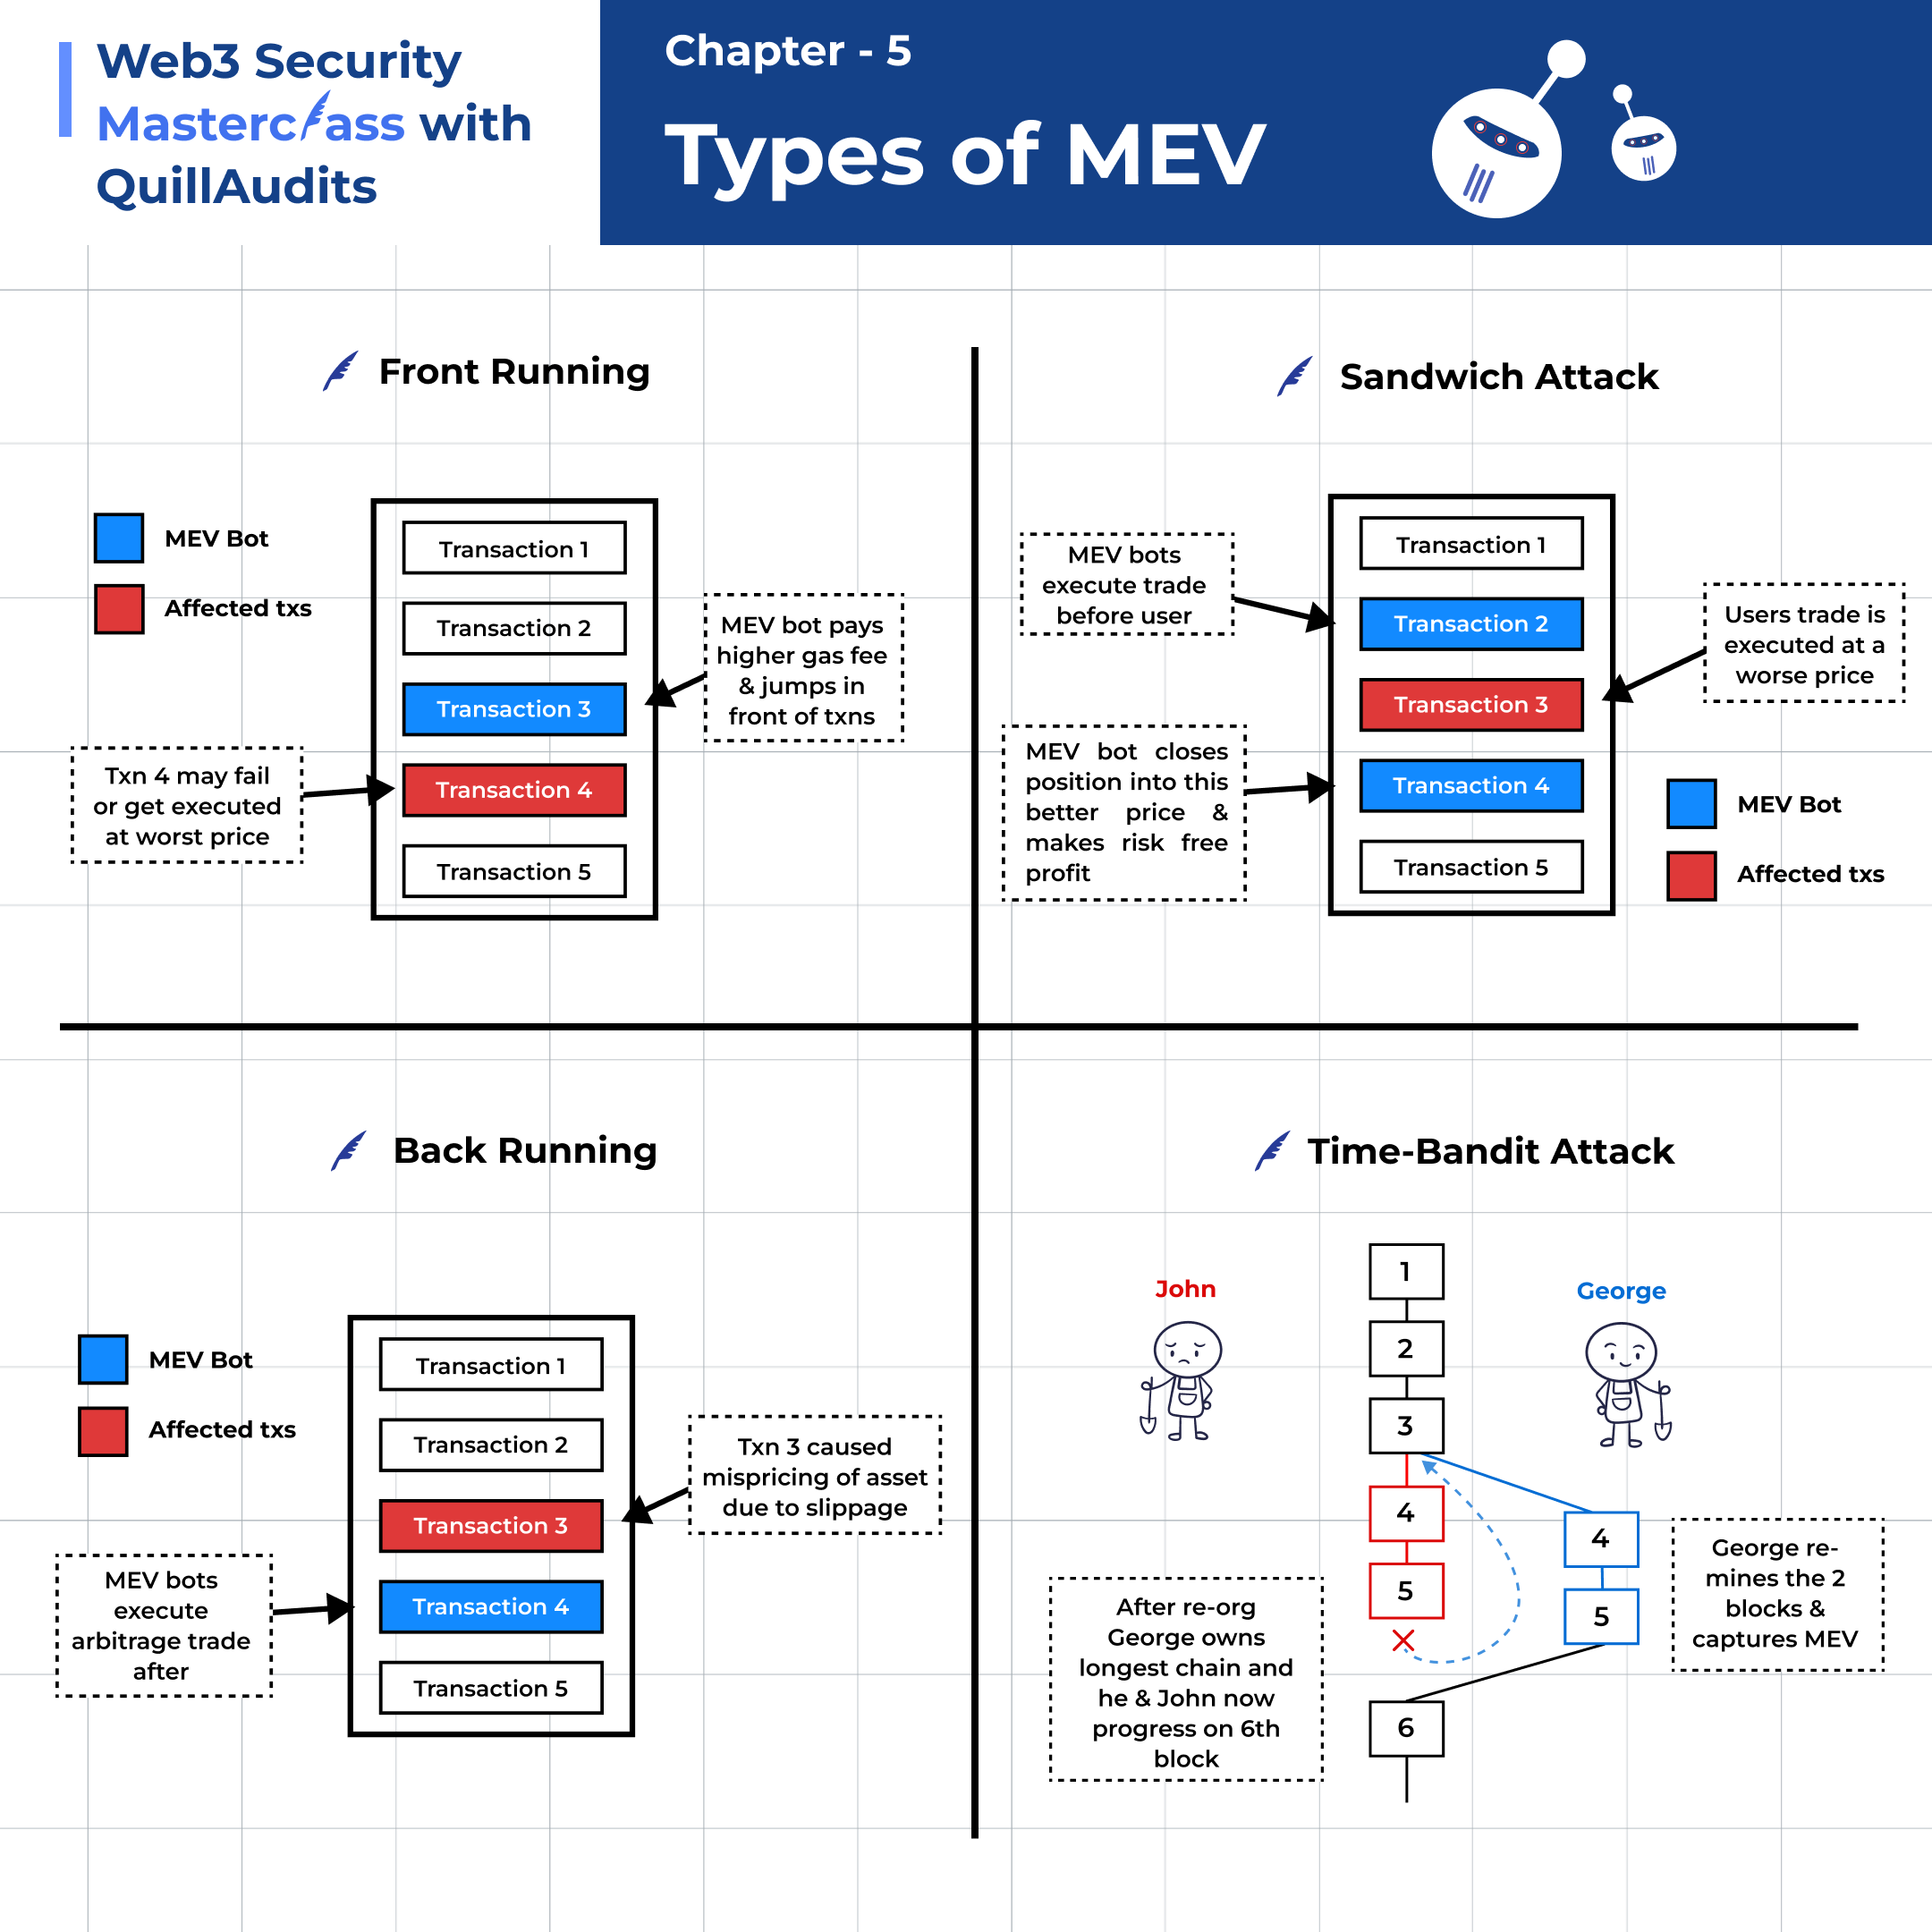 Web3 Security
Masterclass with
QuillAudits
Chapter - 5
Types of MEV
Front Running
MEV Bot
Affected txs
Transaction 1
Transaction 2
Transaction 3
Transaction 4
Transaction 5
MEV bot pays
higher gas fee
& jumps in
front of txns
Txn 4 may fail
or get executed
at worst price
Sandwich Attack
MEV bots
execute trade
before user
Transaction 1
Transaction 2
Transaction 3
Transaction 4
Transaction 5
Users trade is
executed at a
worse price
MEV bot closes
position into this
better price &
makes risk free
profit
MEV Bot
Affected txs
Back Running
MEV Bot
Affected txs
Transaction 1
Transaction 2
Transaction 3
Transaction 4
Transaction 5
Txn 3 caused
mispricing of asset
due to slippage
MEV bots
execute
arbitrage trade
after
Time-Bandit Attack
John
George
1
2
3
4
5
4
5
6
George re-
mines the 2
blocks &
captures MEV
After re-org
George owns
longest chain and
he & John now
progress on 6th
block